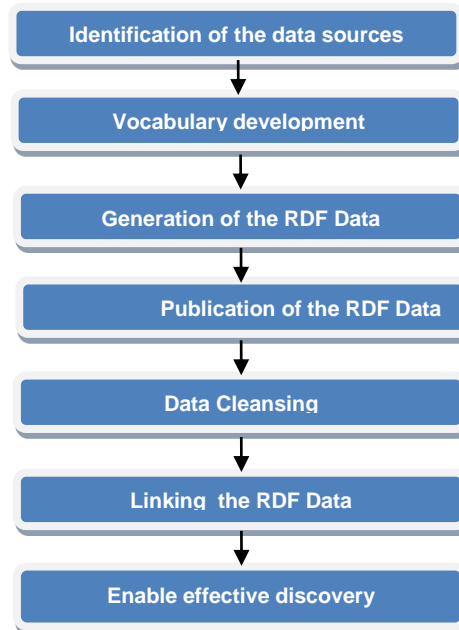 Identification of the data sources
Vocabulary development
Generation of the RDF Data
Publication of the RDF Data
Data Cleansing
Linking the RDF Data
Enable effective discovery